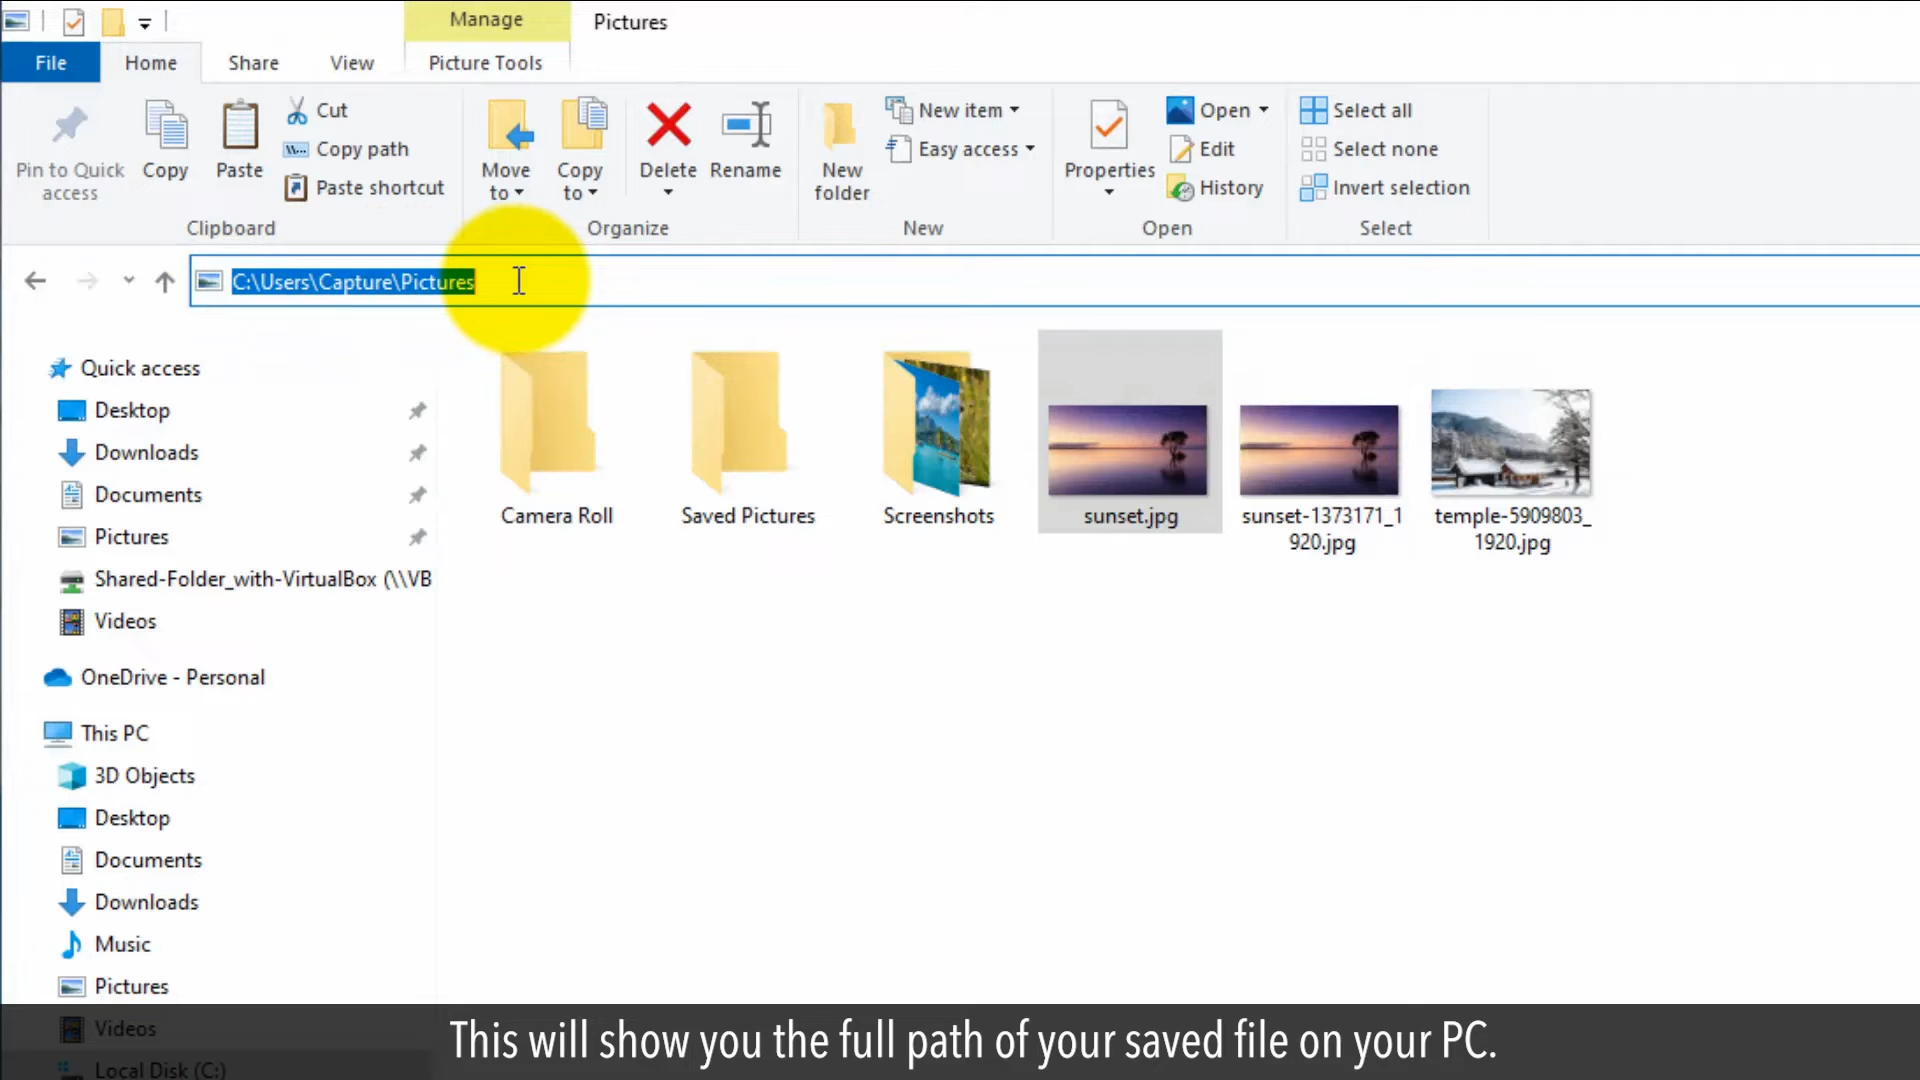 Manage
Pictures
File
Home
Share
View
Picture Tools
Pin to Quick
access
Copy
Paste
Cut
Copy path
Paste shortcut
Clipboard
Move
to
Copy
to
Delete
Rename
Organize
New
folder
New item
Easy access
New
Properties
Open
Edit
History
Open
Select all
Select none
Invert selection
Select
C:\Users\Capture\Pictures
Quick access
Desktop
Downloads
Documents
Pictures
Shared-Folder_with-VirtualBox (\\VB
Videos
OneDrive - Personal
This PC
3D Objects
Desktop
Documents
Downloads
Music
Pictures
Videos
Local Disk (C:)
Camera Roll
Saved Pictures
Screenshots
sunset.jpg
sunset-1373171_1
920.jpg
temple-5909803_
1920.jpg
This will show you the full path of your saved file on your PC.